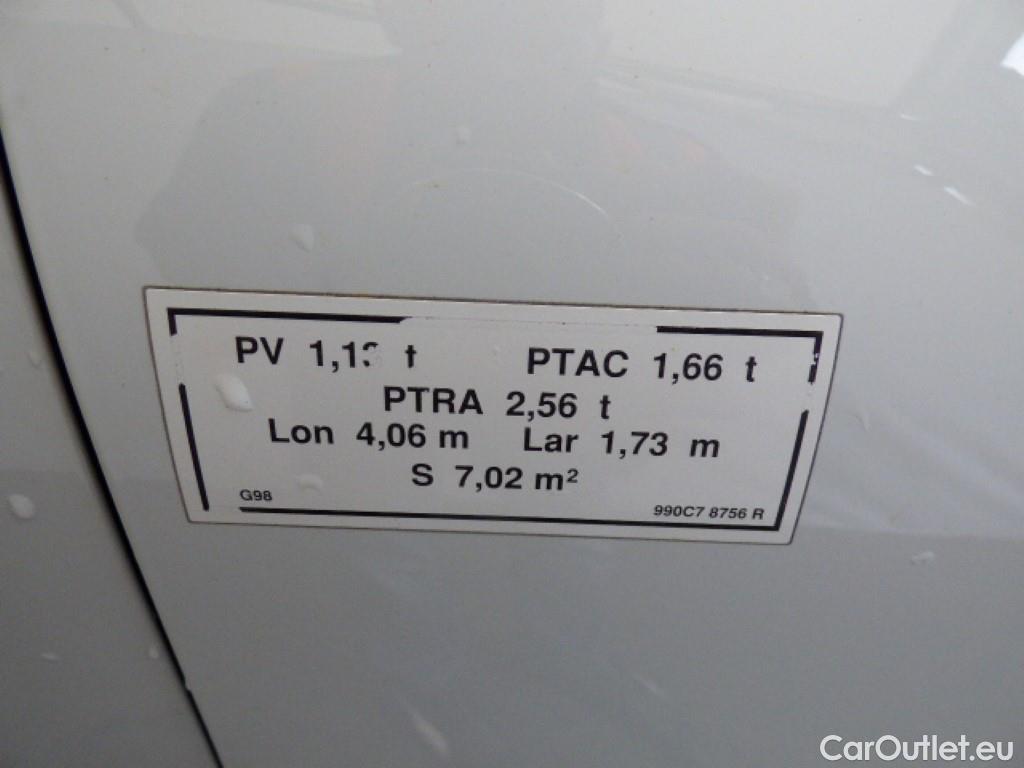 PV t PTAC 1,66 t
PTRA 2,56 t
Lon 4,06 m Lar 1,73 m
S 7,02 m²
G98 990C7 8756 R
CarOutlet.eu